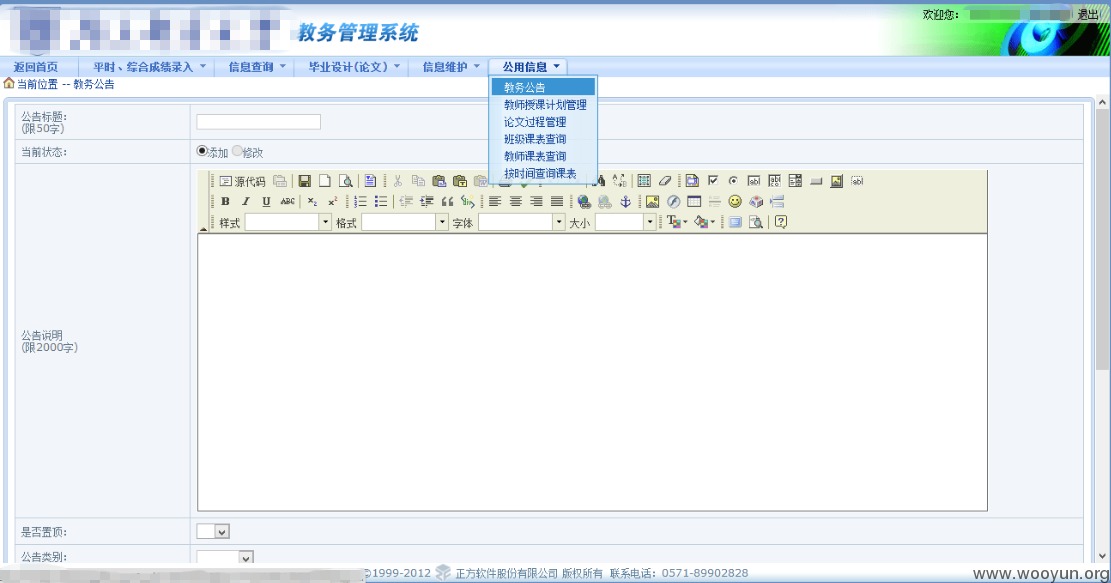 教务管理系统
欢迎您: 退出
返回首页 平时、综合成绩录入 信息查询 毕业设计(论文) 信息维护 公用信息
当前位置 -- 教务公告
教务公告
教师授课计划管理
论文过程管理
班级课表查询
教师课表查询
按时间查询课表
公告标题:
(限50字)
当前状态: 添加 修改
源代码
B I U ABC
样式 格式 字体 大小
公告说明
(限2000字)
是否置顶:
公告类别:
©1999-2012 正方软件股份有限公司 版权所有 联系电话: 0571-89902828
www.wooyun.org